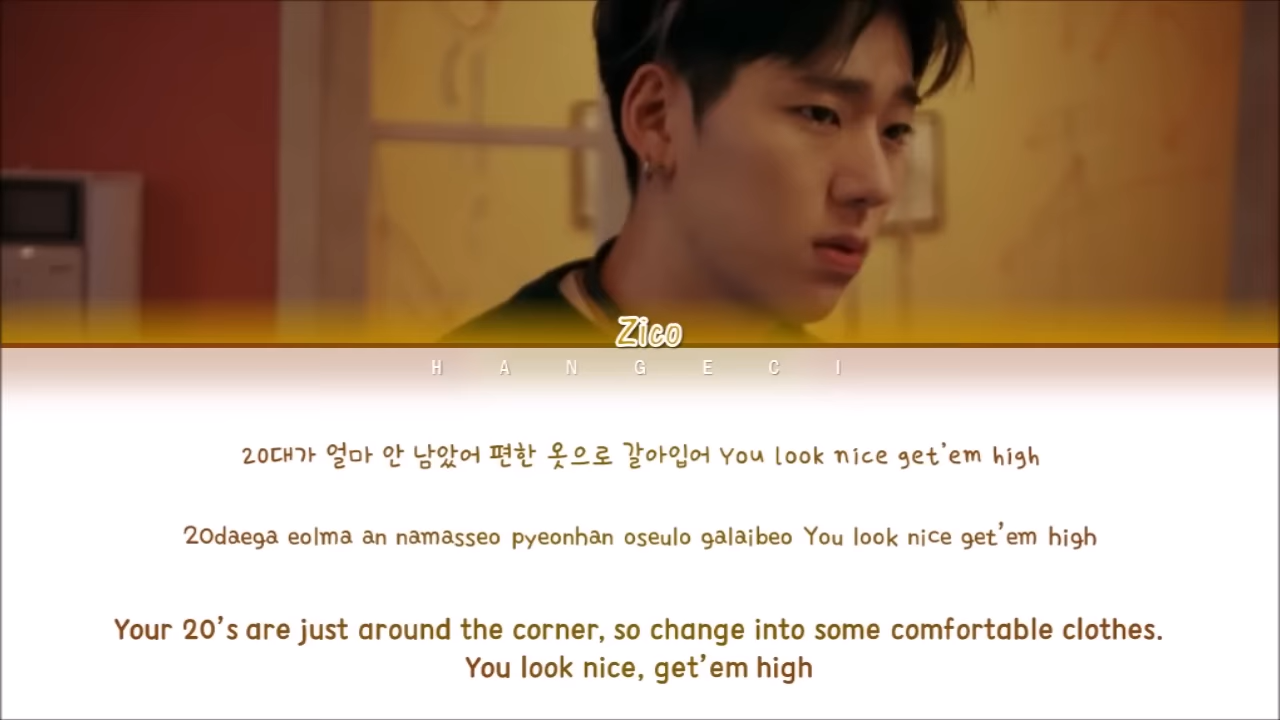 Zico
HANGECI
20대가 얼마 안 남았어 편한 옷으로 갈아입어 You look nice get'em high
20daega eolma an namasseo pyeonhan oseulo galaibeo You look nice get'em high
Your 20's are just around the corner, so change into some comfortable clothes.
You look nice, get'em high